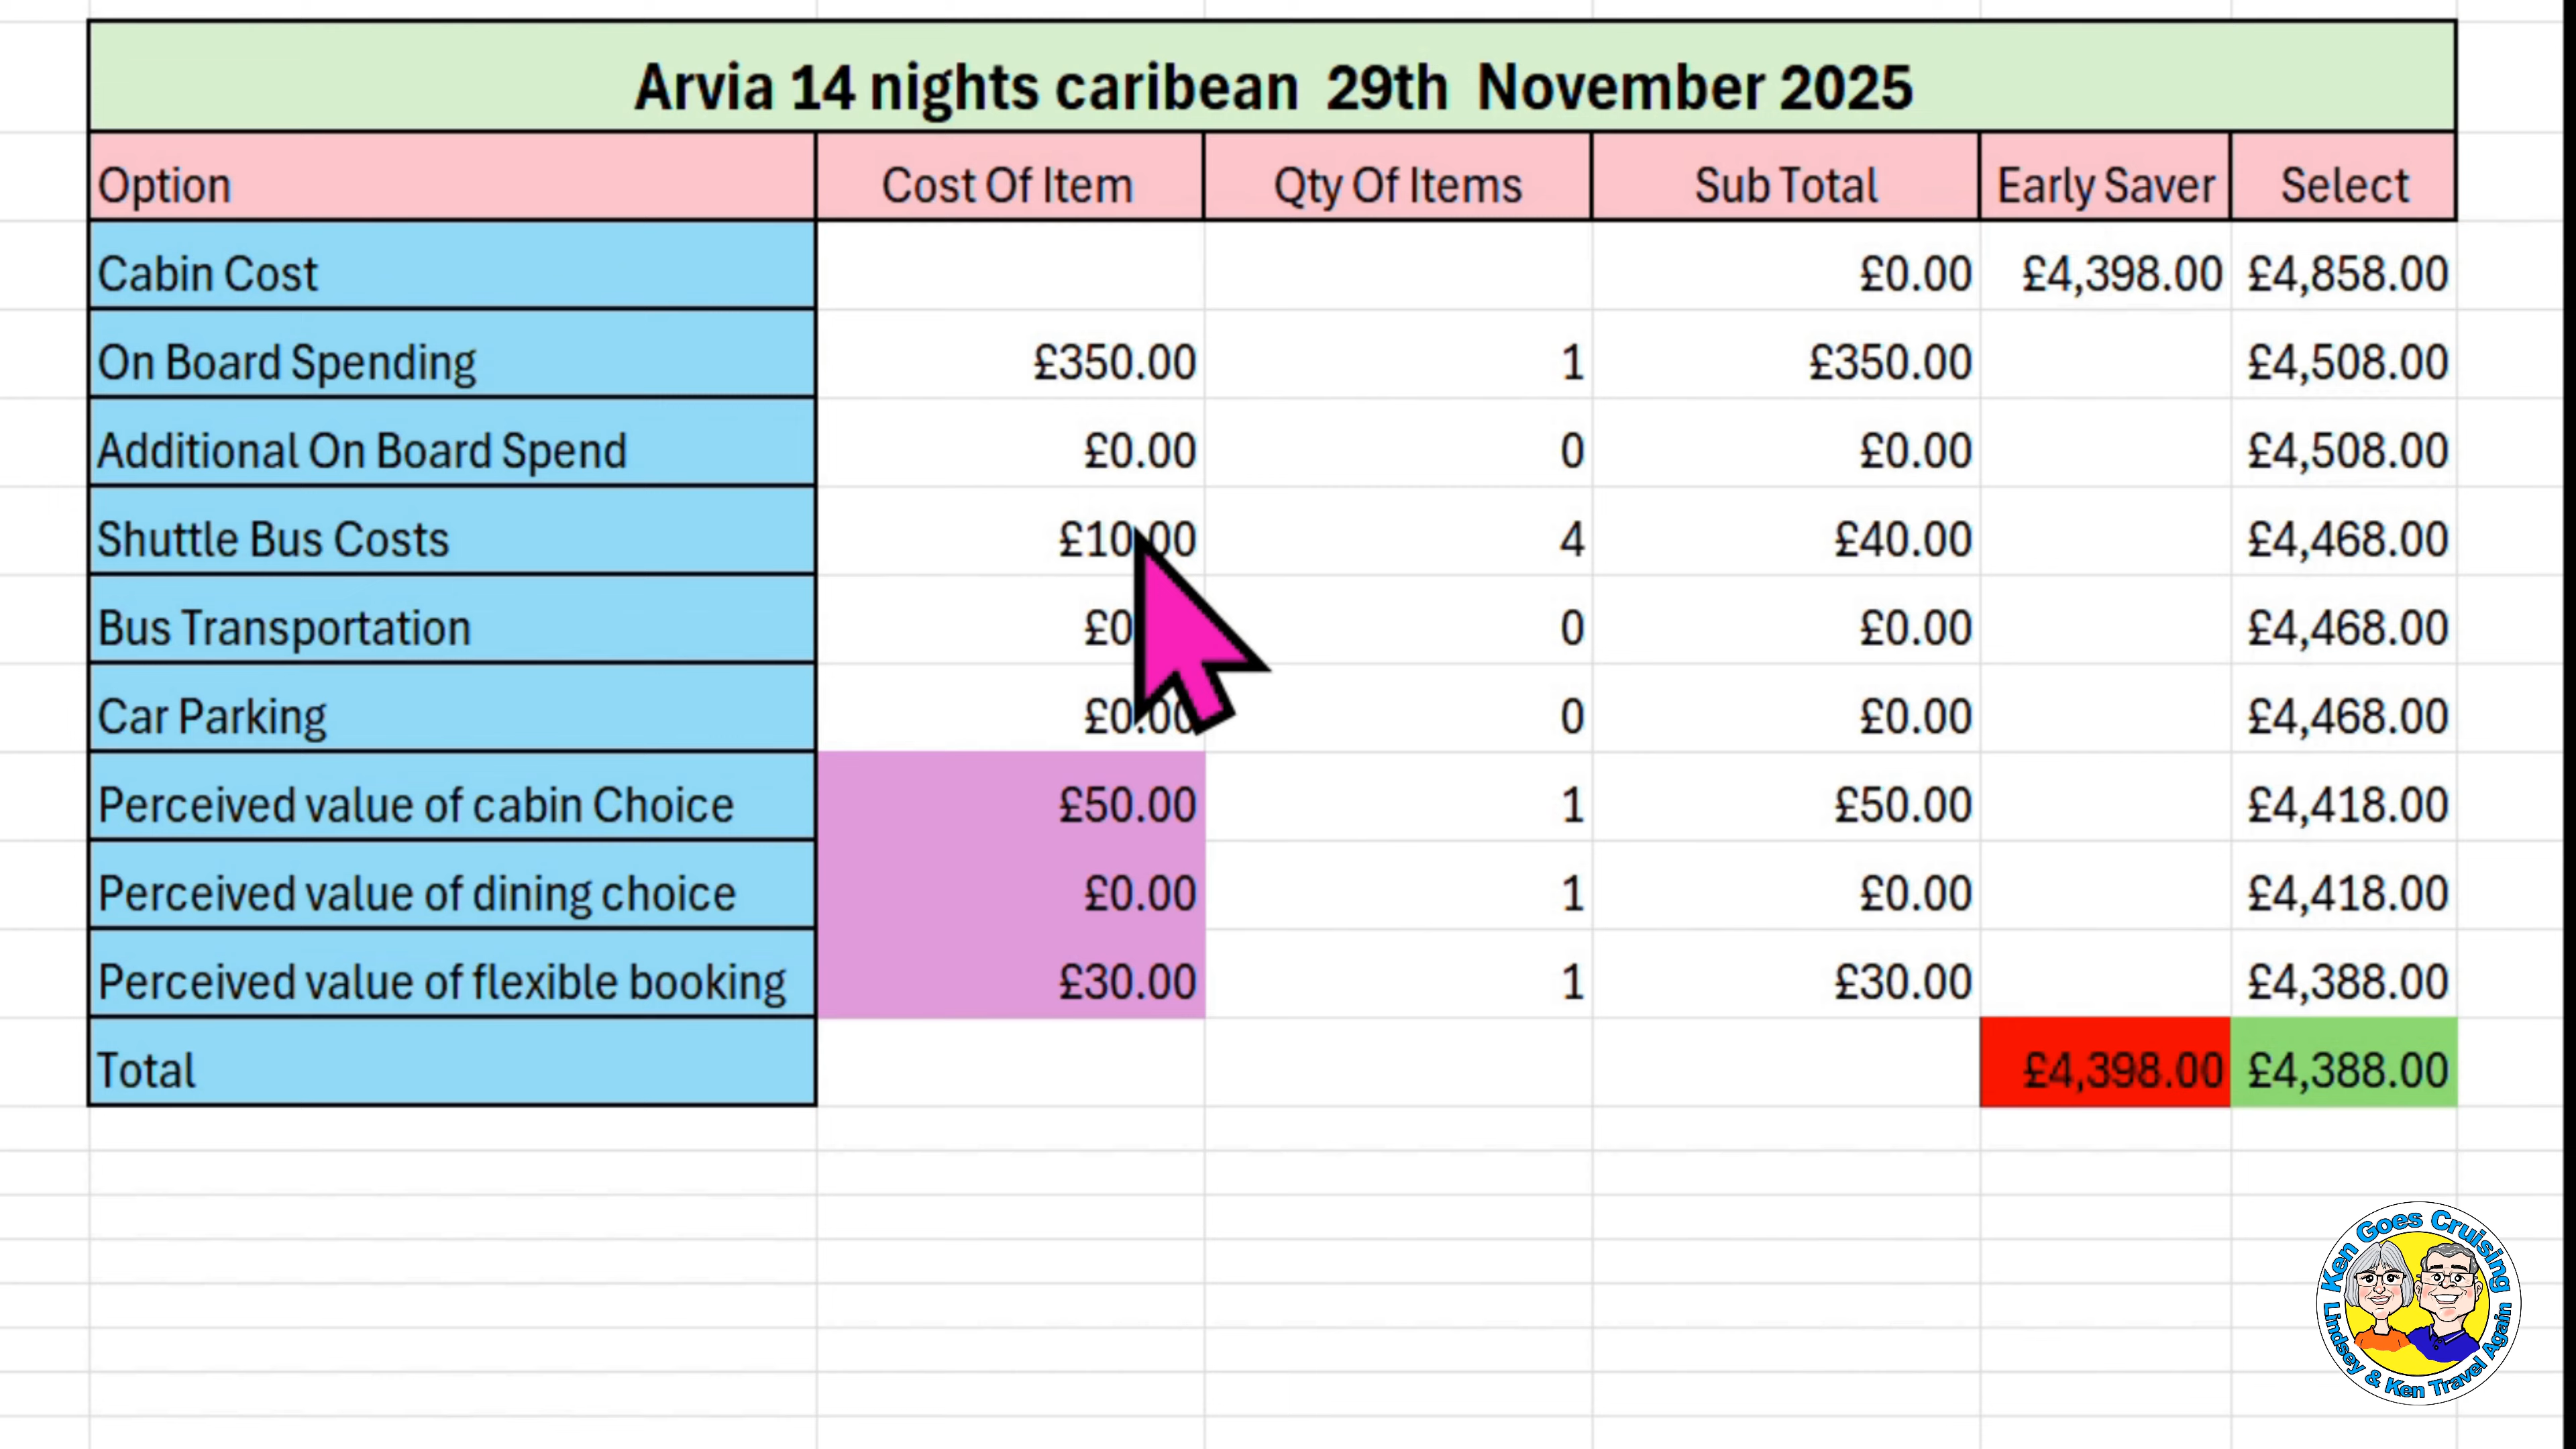 Arvia 14 nights caribean 29th November 2025
Option Cost Of Item Qty Of Items Sub Total Early Saver Select
Cabin Cost £0.00 £4,398.00 £4,858.00
On Board Spending £350.00 1 £350.00 £4,508.00
Additional On Board Spend £0.00 0 £0.00 £4,508.00
Shuttle Bus Costs £10.00 4 £40.00 £4,468.00
Bus Transportation 0 £0.00 £4,468.00
Car Parking £0.00 0 £0.00 £4,468.00
Perceived value of cabin Choice £50.00 1 £50.00 £4,418.00
Perceived value of dining choice £0.00 1 £0.00 £4,418.00
Perceived value of flexible booking £30.00 1 £30.00 £4,388.00
Total £4,398.00 £4,388.00
Ken Goes Cruising
Lindsey & Ken Travel Again